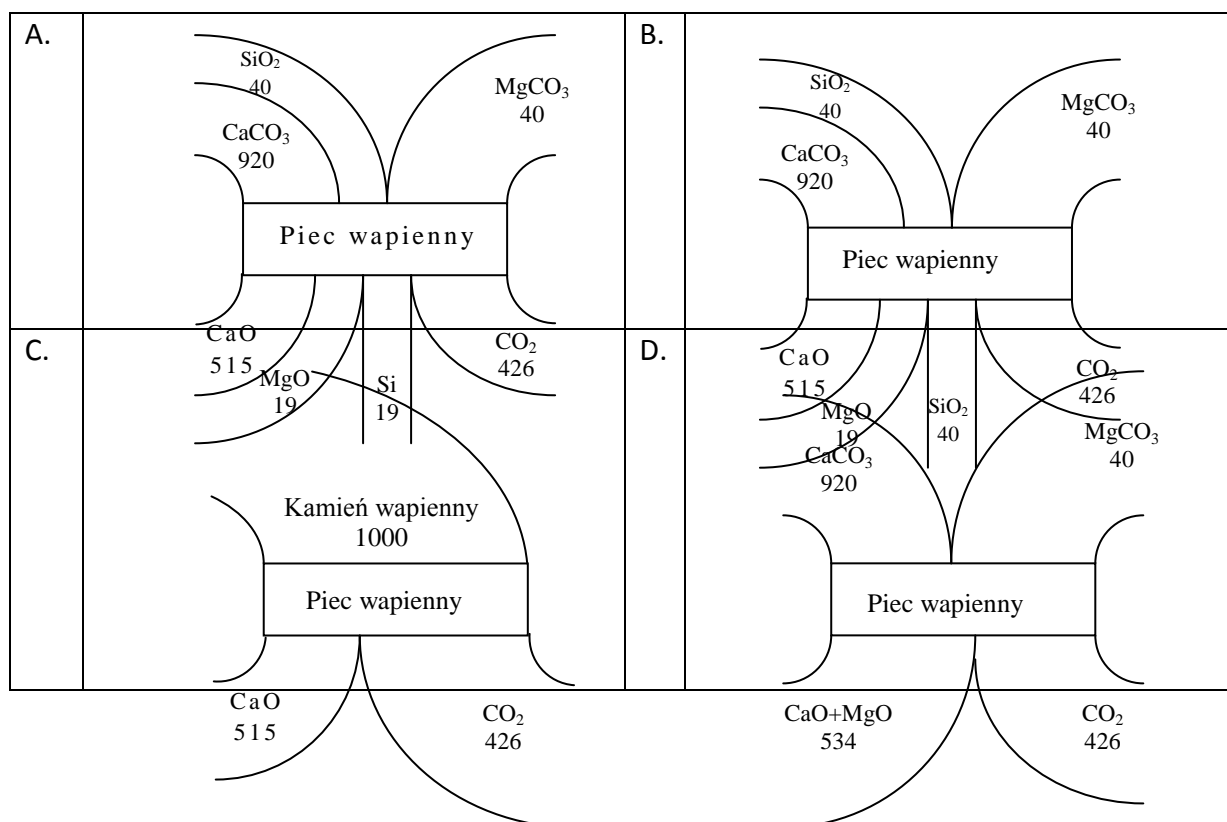 A.
SiO₂
40
MgCO₃
40
CaCO₃
920
Piec wapienny
CaO
515
MgO
19
Si
19
CO₂
426
B.
SiO₂
40
MgCO₃
40
CaCO₃
920
Piec wapienny
CaO
515
MgO
19
SiO₂
40
CO₂
426
C.
Kamień wapienny
1000
Piec wapienny
CaO
515
CO₂
426
D.
CaCO₃
920
MgCO₃
40
Piec wapienny
CaO+MgO
534
CO₂
426